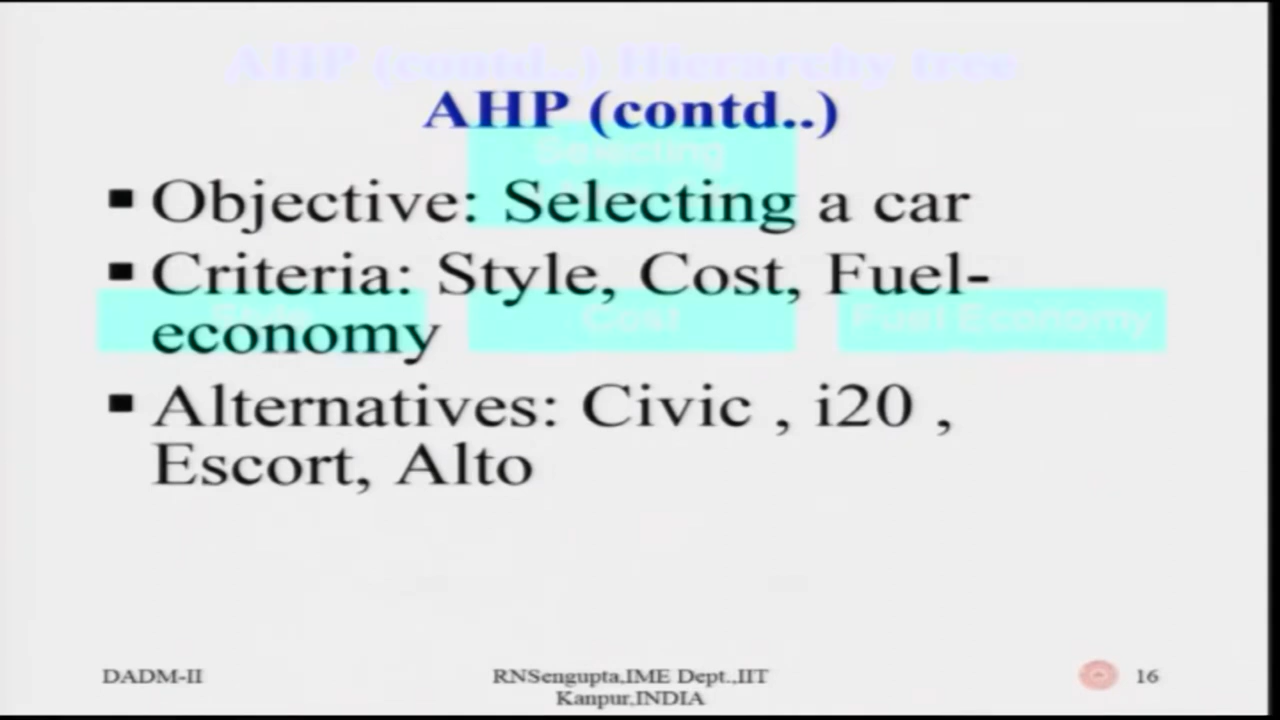 AHP (contd..) Hierarchy tree
AHP (contd..)
Selecting
▪ Objective: Selecting a car
▪ Criteria: Style, Cost, Fuel-
economy
Style
Cost
Fuel Economy
▪ Alternatives: Civic , i20 ,
Escort, Alto
DADM-II
RNSengupta,IME Dept.,IIT
Kanpur,INDIA
16